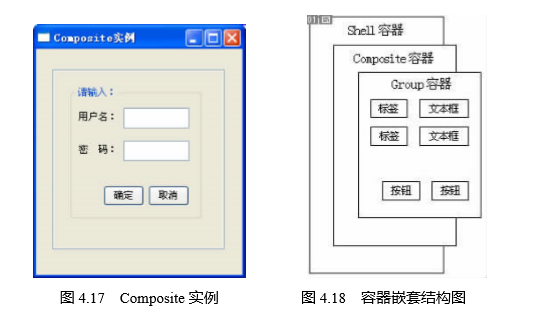 Composite实例
请输入：
用户名：
密 码：
确定 取消
图 4.17 Composite 实例
Shell 容器
Composite 容器
Group 容器
标签 文本框
标签 文本框
按钮 按钮
图 4.18 容器嵌套结构图